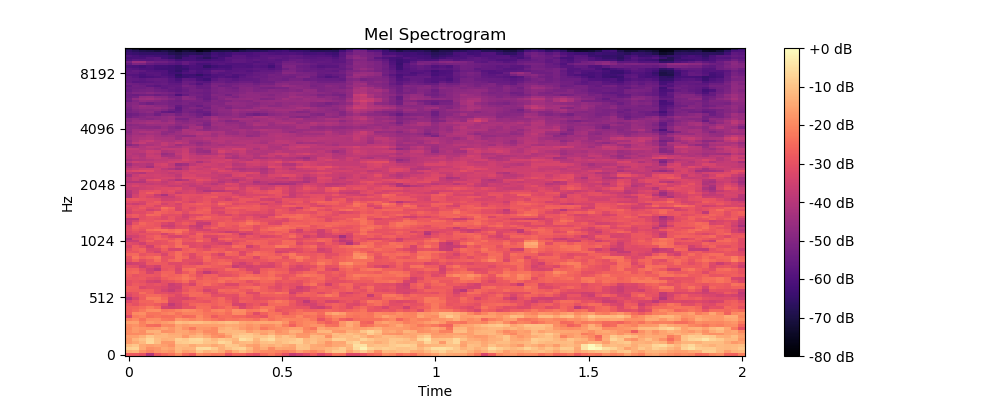 Mel Spectrogram
Hz
8192
4096
2048
1024
512
0
0 0.5 1 1.5 2
Time
+0 dB
-10 dB
-20 dB
-30 dB
-40 dB
-50 dB
-60 dB
-70 dB
-80 dB